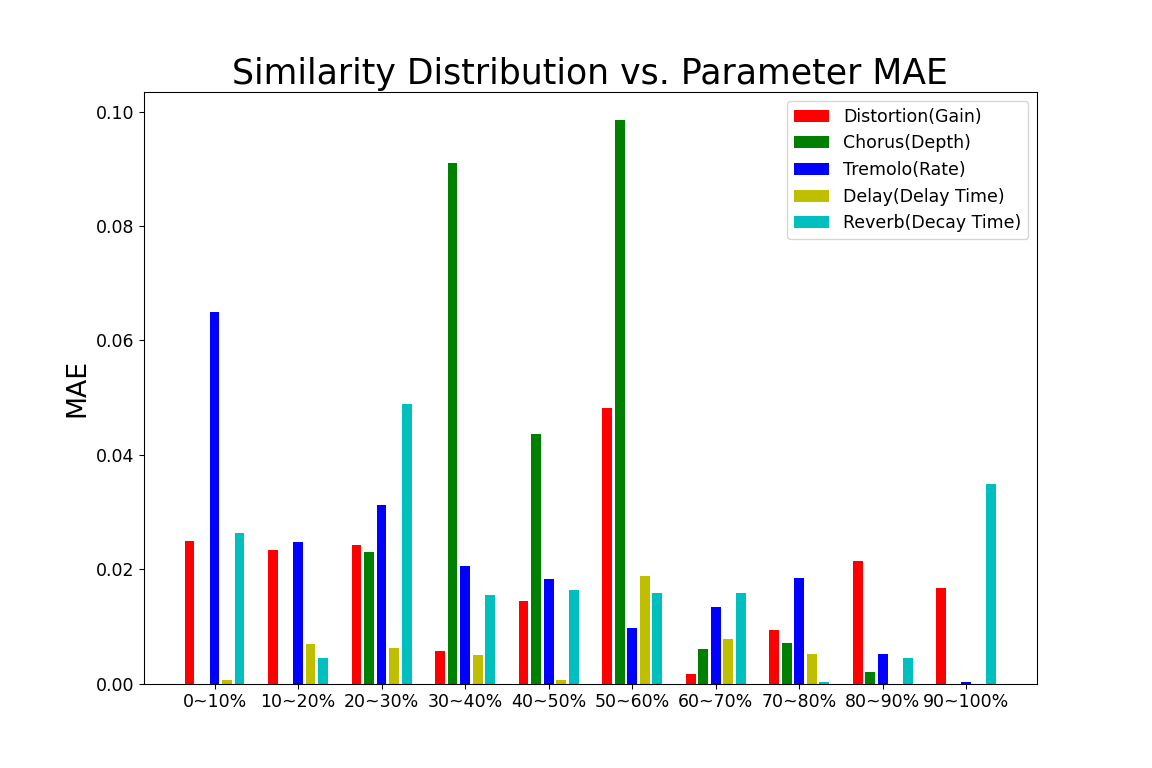 Similarity Distribution vs. Parameter MAE
0.10
0.08
0.06
0.04
0.02
0.00
MAE
Distortion(Gain)
Chorus(Depth)
Tremolo(Rate)
Delay(Delay Time)
Reverb(Decay Time)
0~10% 10~20% 20~30% 30~40% 40~50% 50~60% 60~70% 70~80% 80~90% 90~100%